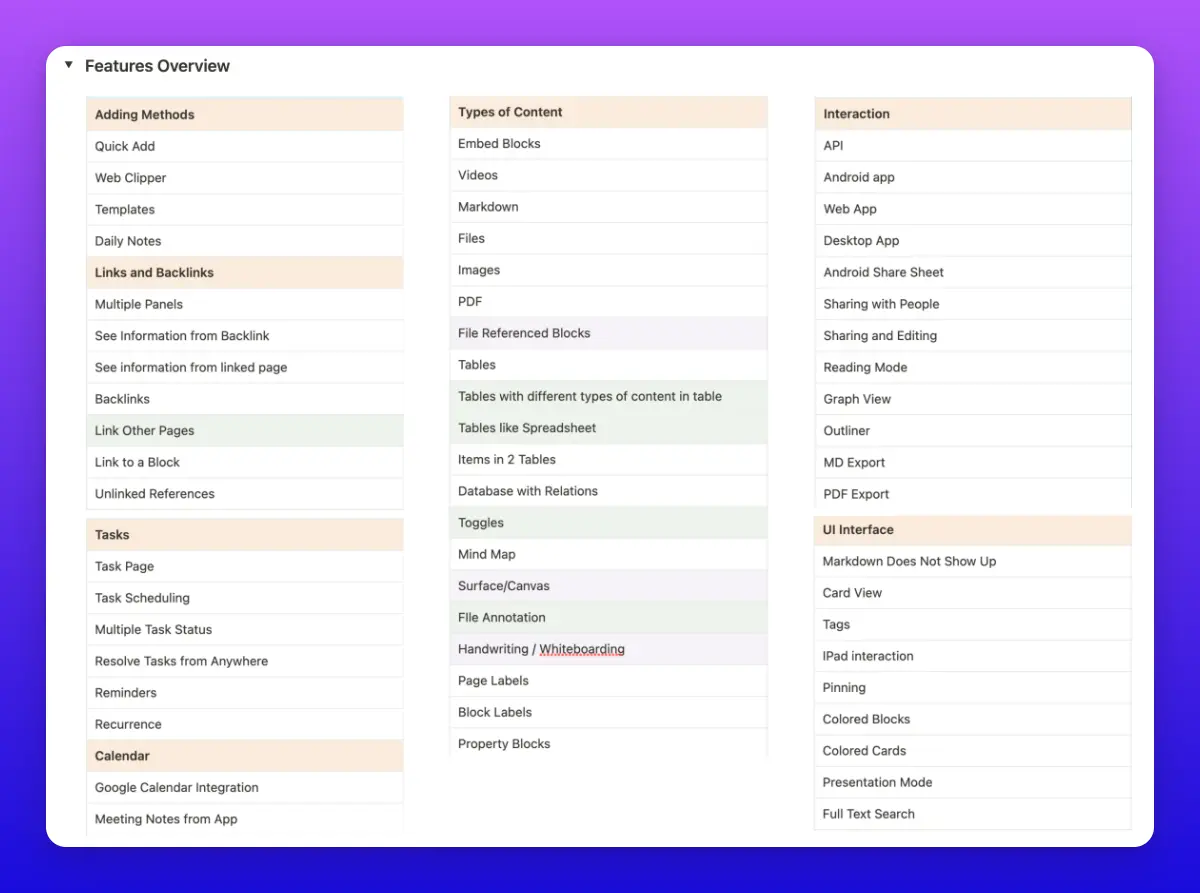 Features Overview
Adding Methods
Quick Add
Web Clipper
Templates
Daily Notes
Links and Backlinks
Multiple Panels
See Information from Backlink
See information from linked page
Backlinks
Link Other Pages
Link to a Block
Unlinked References
Tasks
Task Page
Task Scheduling
Multiple Task Status
Resolve Tasks from Anywhere
Reminders
Recurrence
Calendar
Google Calendar Integration
Meeting Notes from App
Types of Content
Embed Blocks
Videos
Markdown
Files
Images
PDF
File Referenced Blocks
Tables
Tables with different types of content in table
Tables like Spreadsheet
Items in 2 Tables
Database with Relations
Toggles
Mind Map
Surface/Canvas
FIle Annotation
Handwriting / Whiteboarding
Page Labels
Block Labels
Property Blocks
Interaction
API
Android app
Web App
Desktop App
Android Share Sheet
Sharing with People
Sharing and Editing
Reading Mode
Graph View
Outliner
MD Export
PDF Export
UI Interface
Markdown Does Not Show Up
Card View
Tags
IPad interaction
Pinning
Colored Blocks
Colored Cards
Presentation Mode
Full Text Search